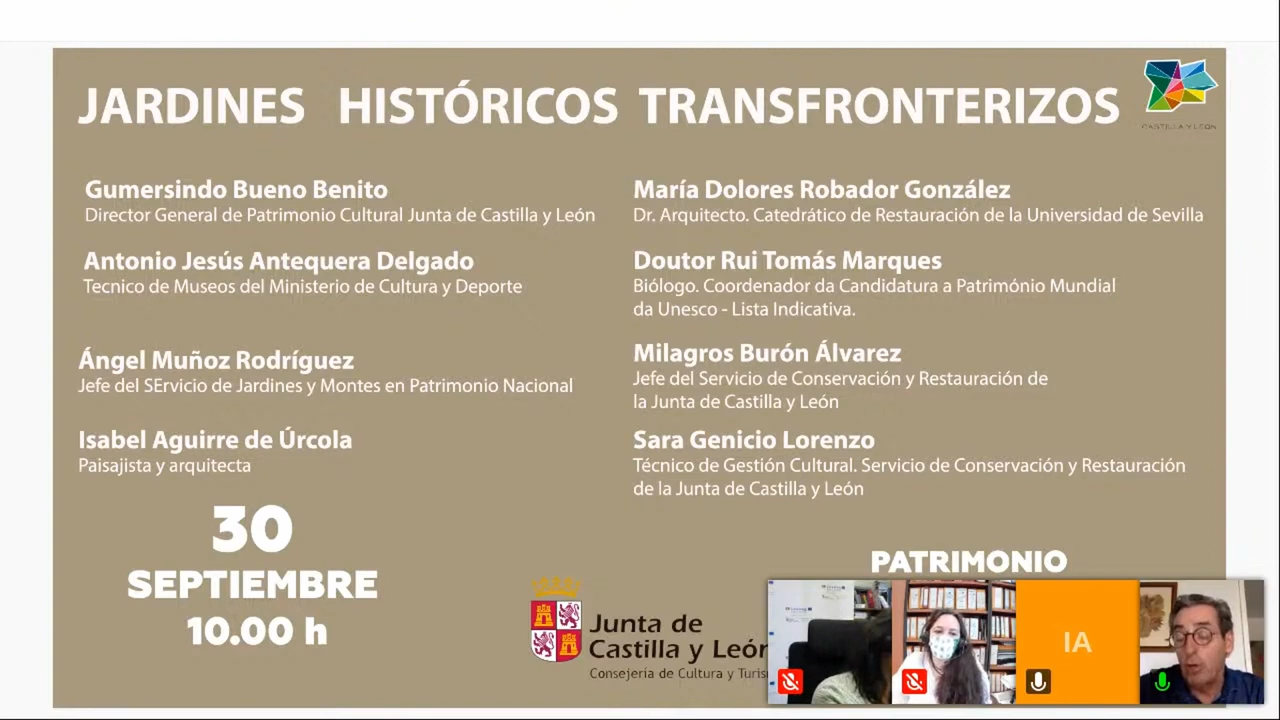 JARDINES HISTÓRICOS TRANSFRONTERIZOS
CASTILLA Y LEÓN
Gumersindo Bueno Benito
Director General de Patrimonio Cultural Junta de Castilla y León
Antonio Jesús Antequera Delgado
Tecnico de Museos del Ministerio de Cultura y Deporte
Ángel Muñoz Rodríguez
Jefe del SErvicio de Jardines y Montes en Patrimonio Nacional
Isabel Aguirre de Úrcola
Paisajista y arquitecta
María Dolores Robador González
Dr. Arquitecto. Catedrático de Restauración de la Universidad de Sevilla
Doutor Rui Tomás Marques
Biólogo. Coordenador da Candidatura a Património Mundial
da Unesco - Lista Indicativa.
Milagros Burón Álvarez
Jefe del Servicio de Conservación y Restauración de
la Junta de Castilla y León
Sara Genicio Lorenzo
Técnico de Gestión Cultural. Servicio de Conservación y Restauración
de la Junta de Castilla y León
30
SEPTIEMBRE
10.00 h
Junta de
Castilla y León
Consejería de Cultura y Turis
PATRIMONIO
IA